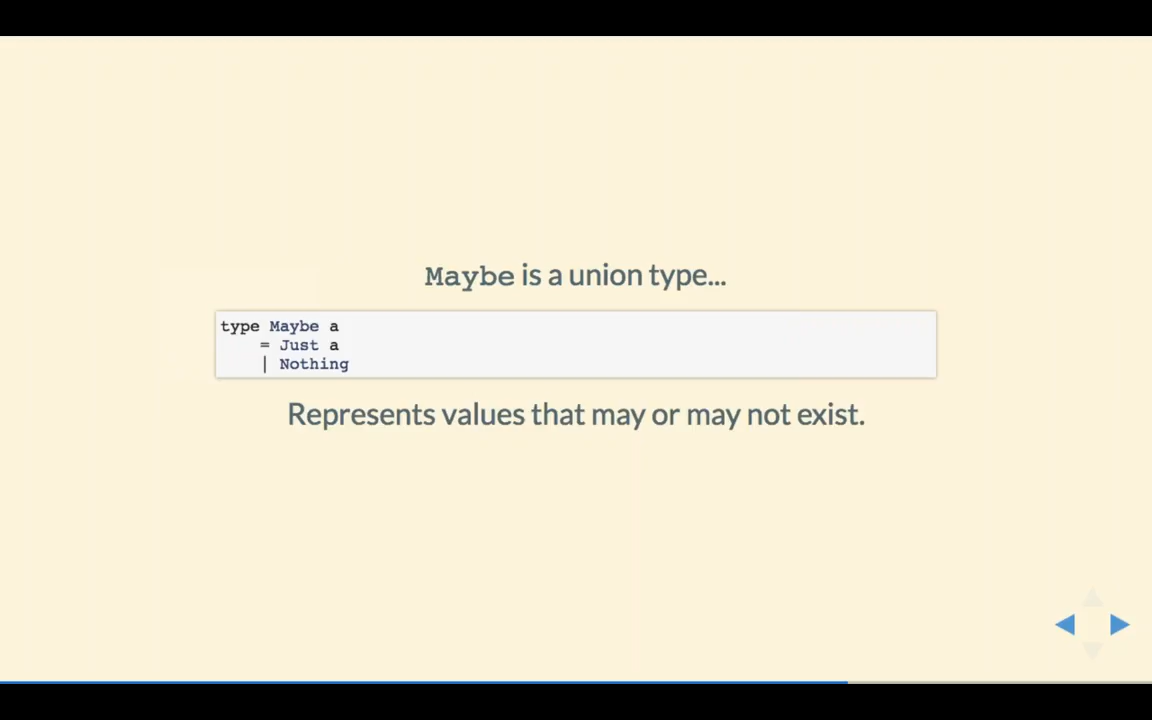 Maybe is a union type...
type Maybe a
    = Just a
    | Nothing
Represents values that may or may not exist.